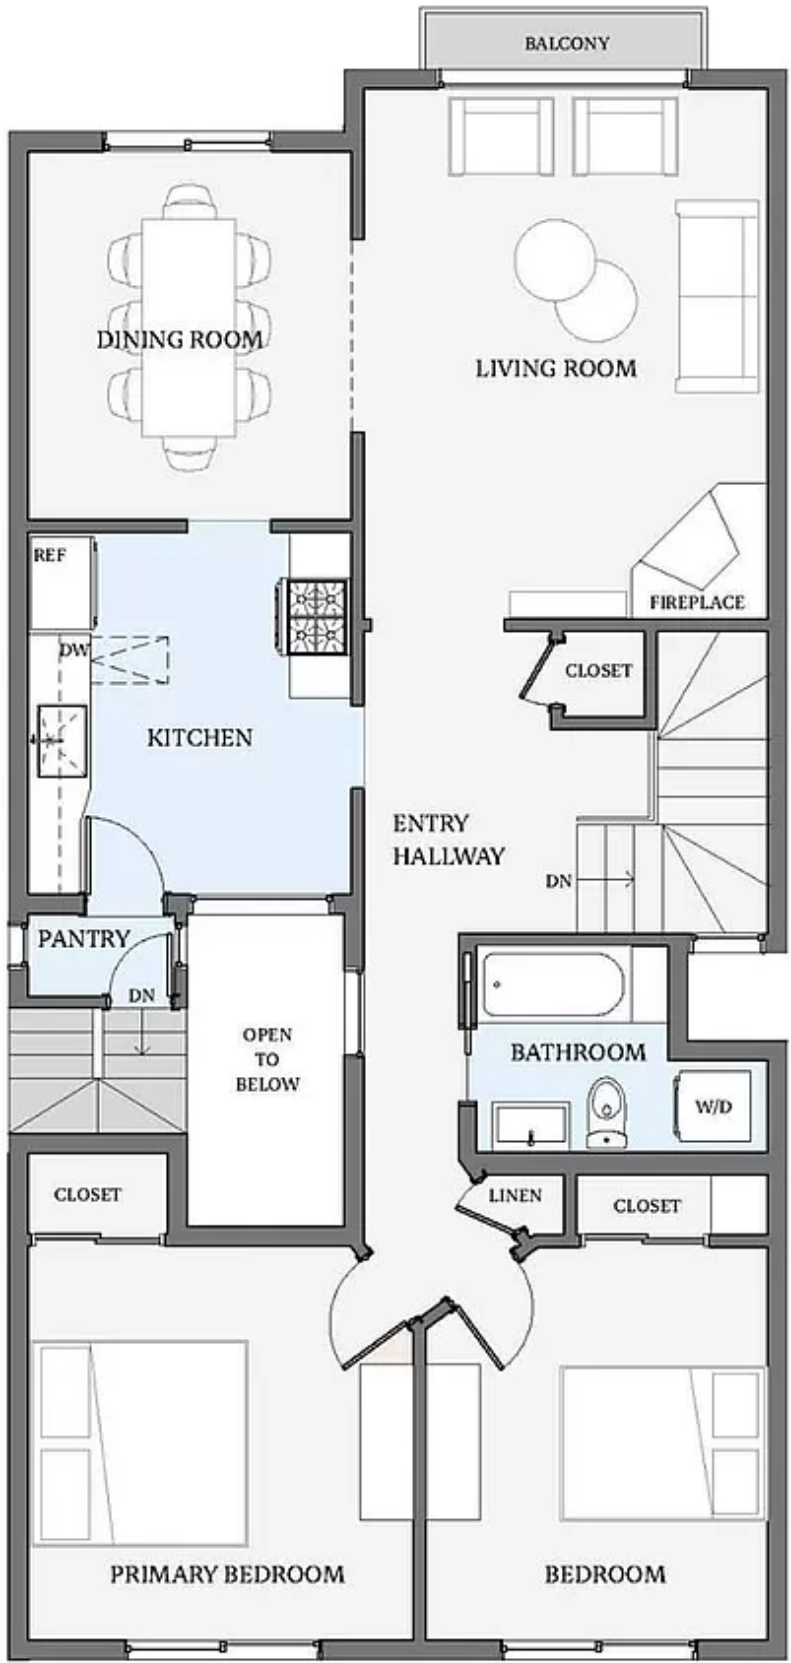 BALCONY
DINING ROOM
LIVING ROOM
REF
FIREPLACE
DW
CLOSET
KITCHEN
ENTRY
HALLWAY
DN
PANTRY
DN
OPEN
TO
BELOW
BATHROOM
W/D
CLOSET
LINEN
CLOSET
PRIMARY BEDROOM
BEDROOM